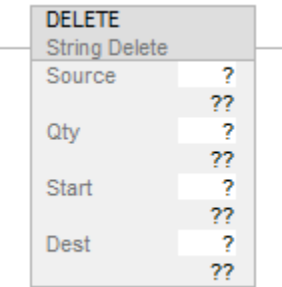 DELETE
String Delete
Source ?
??
Qty ?
??
Start ?
??
Dest ?
??